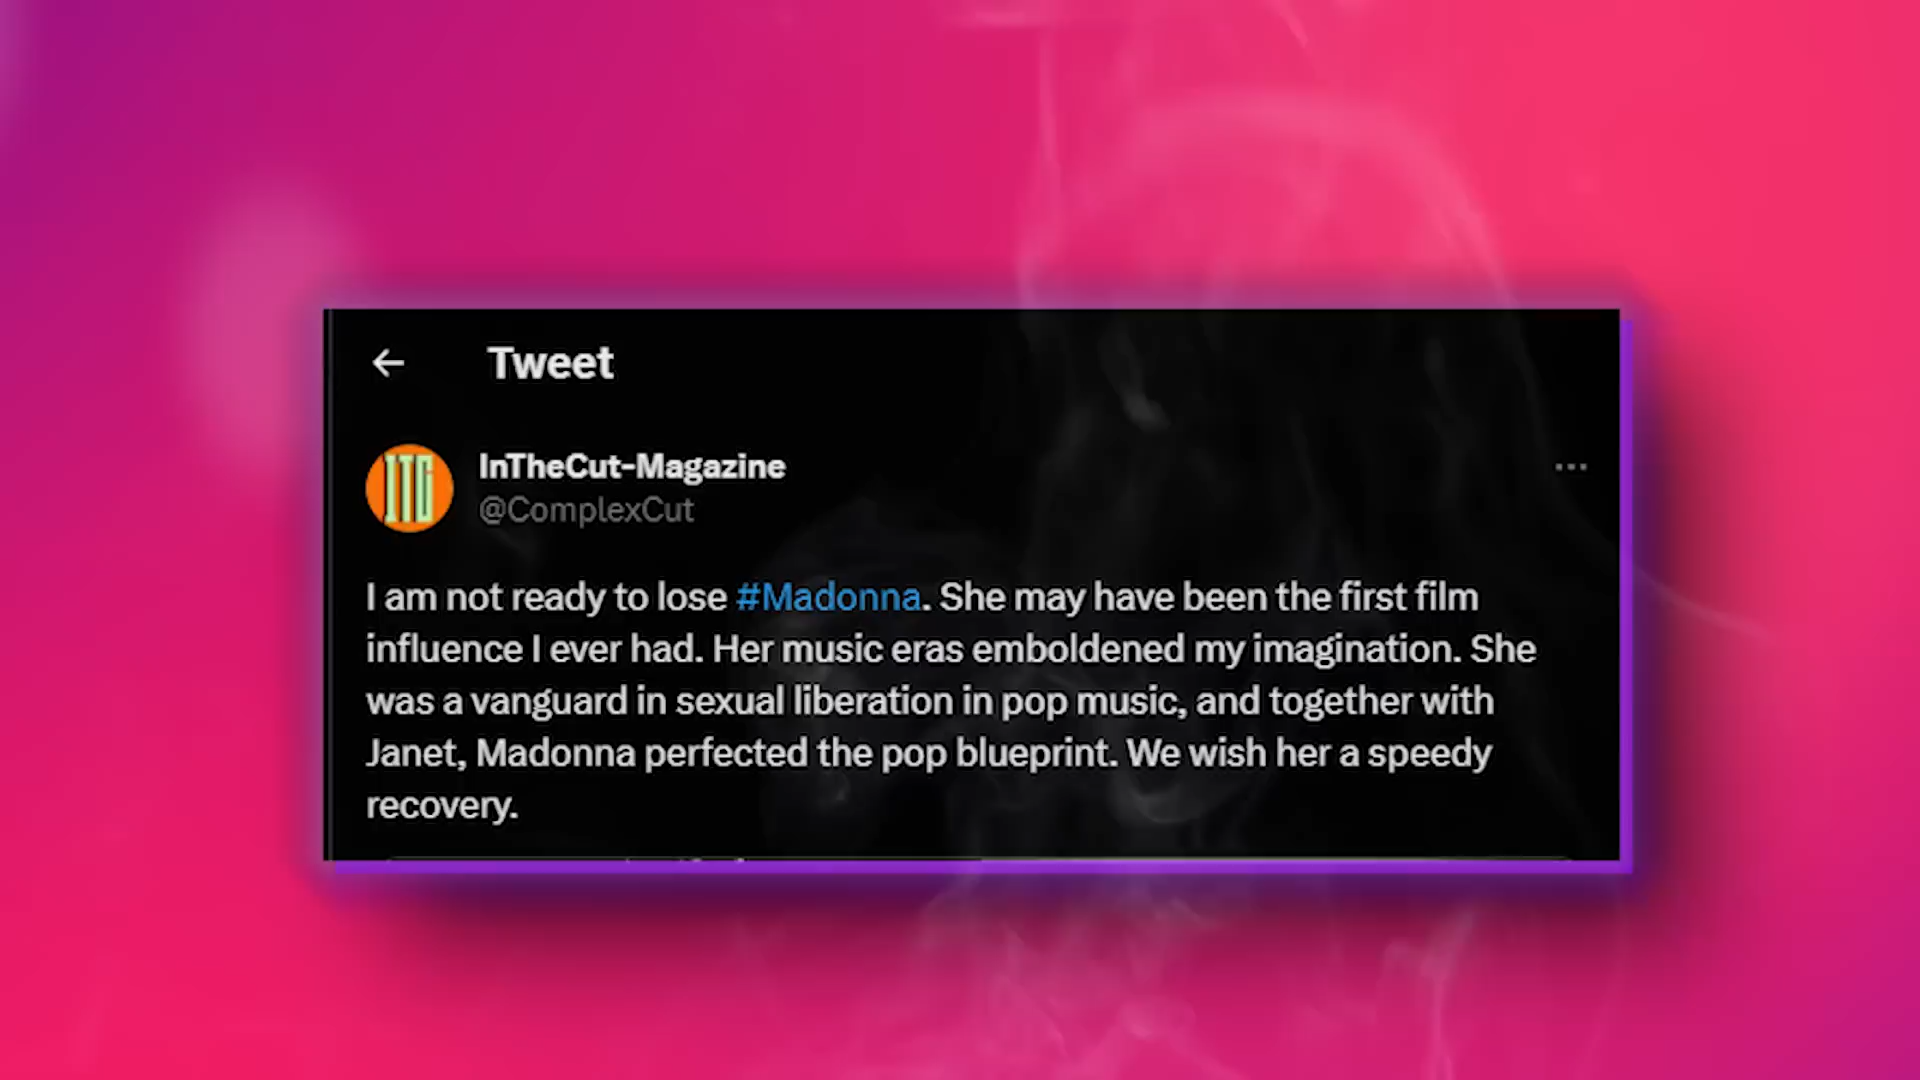 Tweet
ITC
InTheCut-Magazine
@ComplexCut
I am not ready to lose #Madonna. She may have been the first film
influence I ever had. Her music eras emboldened my imagination. She
was a vanguard in sexual liberation in pop music, and together with
Janet, Madonna perfected the pop blueprint. We wish her a speedy
recovery.